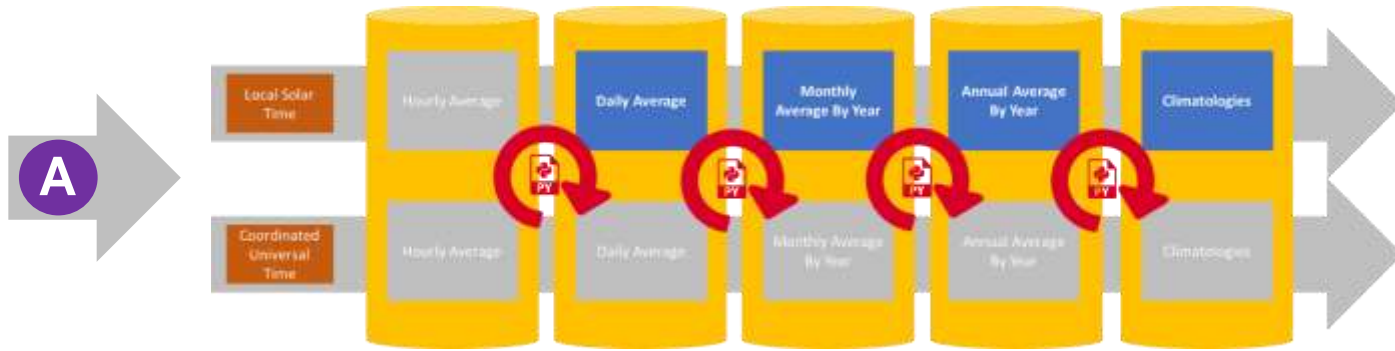 A
Local Solar
Time
Hourly Average
Daily Average
Monthly
Average By Year
Annual Average
By Year
Climatologies
PY
PY
PY
PY
Coordinated
Universal
Time
Hourly Average
Daily Average
Monthly Average
By Year
Annual Average
By Year
Climatologies